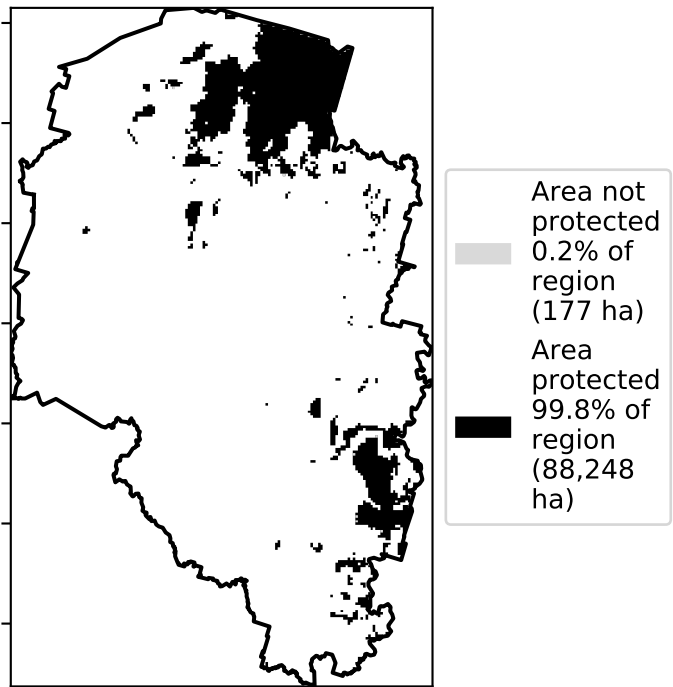 Area not
protected
0.2% of
region
(177 ha)
Area
protected
99.8% of
region
(88,248
ha)